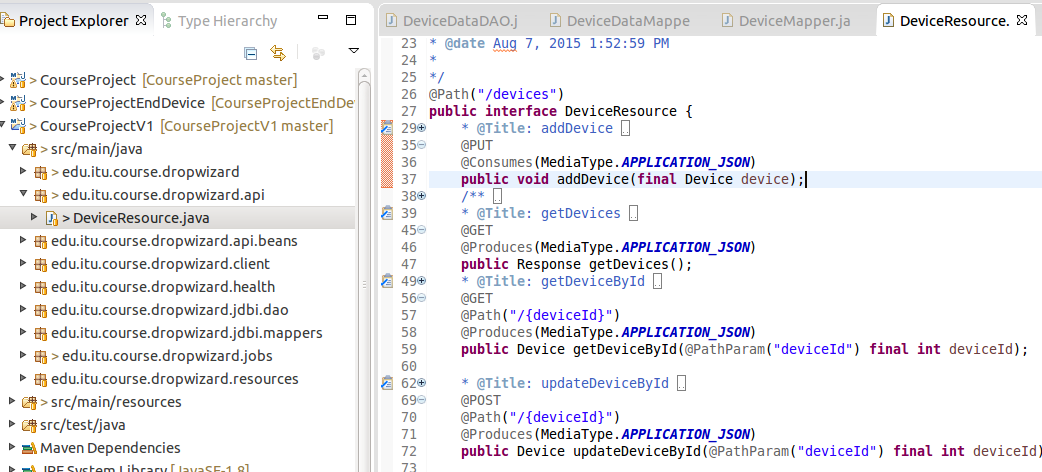 Project Explorer
Type Hierarchy
> CourseProject [CourseProject master]
> CourseProjectEndDevice [CourseProjectEndDe
> CourseProjectV1 [CourseProjectV1 master]
> src/main/java
> edu.itu.course.dropwizard
> edu.itu.course.dropwizard.api
> DeviceResource.java
edu.itu.course.dropwizard.api.beans
edu.itu.course.dropwizard.client
edu.itu.course.dropwizard.health
edu.itu.course.dropwizard.jdbi.dao
edu.itu.course.dropwizard.jdbi.mappers
> edu.itu.course.dropwizard.jobs
edu.itu.course.dropwizard.resources
> src/main/resources
src/test/java
Maven Dependencies
JRE System Library [JavaSE-1.8]
DeviceDataDAO.j
DeviceDataMappe
DeviceMapper.ja
DeviceResource.
23 * @date Aug 7, 2015 1:52:59 PM
24 *
25 */
26 @Path("/devices")
27 public interface DeviceResource {
29 * @Title: addDevice
35 @PUT
36 @Consumes(MediaType.APPLICATION_JSON)
37 public void addDevice(final Device device);
38 /**
39 * @Title: getDevices
45 @GET
46 @Produces(MediaType.APPLICATION_JSON)
47 public Response getDevices();
49 * @Title: getDeviceById
56 @GET
57 @Path("/{deviceId}")
58 @Produces(MediaType.APPLICATION_JSON)
59 public Device getDeviceById(@PathParam("deviceId") final int deviceId);
60
62 * @Title: updateDeviceById
69 @POST
70 @Path("/{deviceId}")
71 @Produces(MediaType.APPLICATION_JSON)
72 public Device updateDeviceById(@PathParam("deviceId") final int deviceId)
73